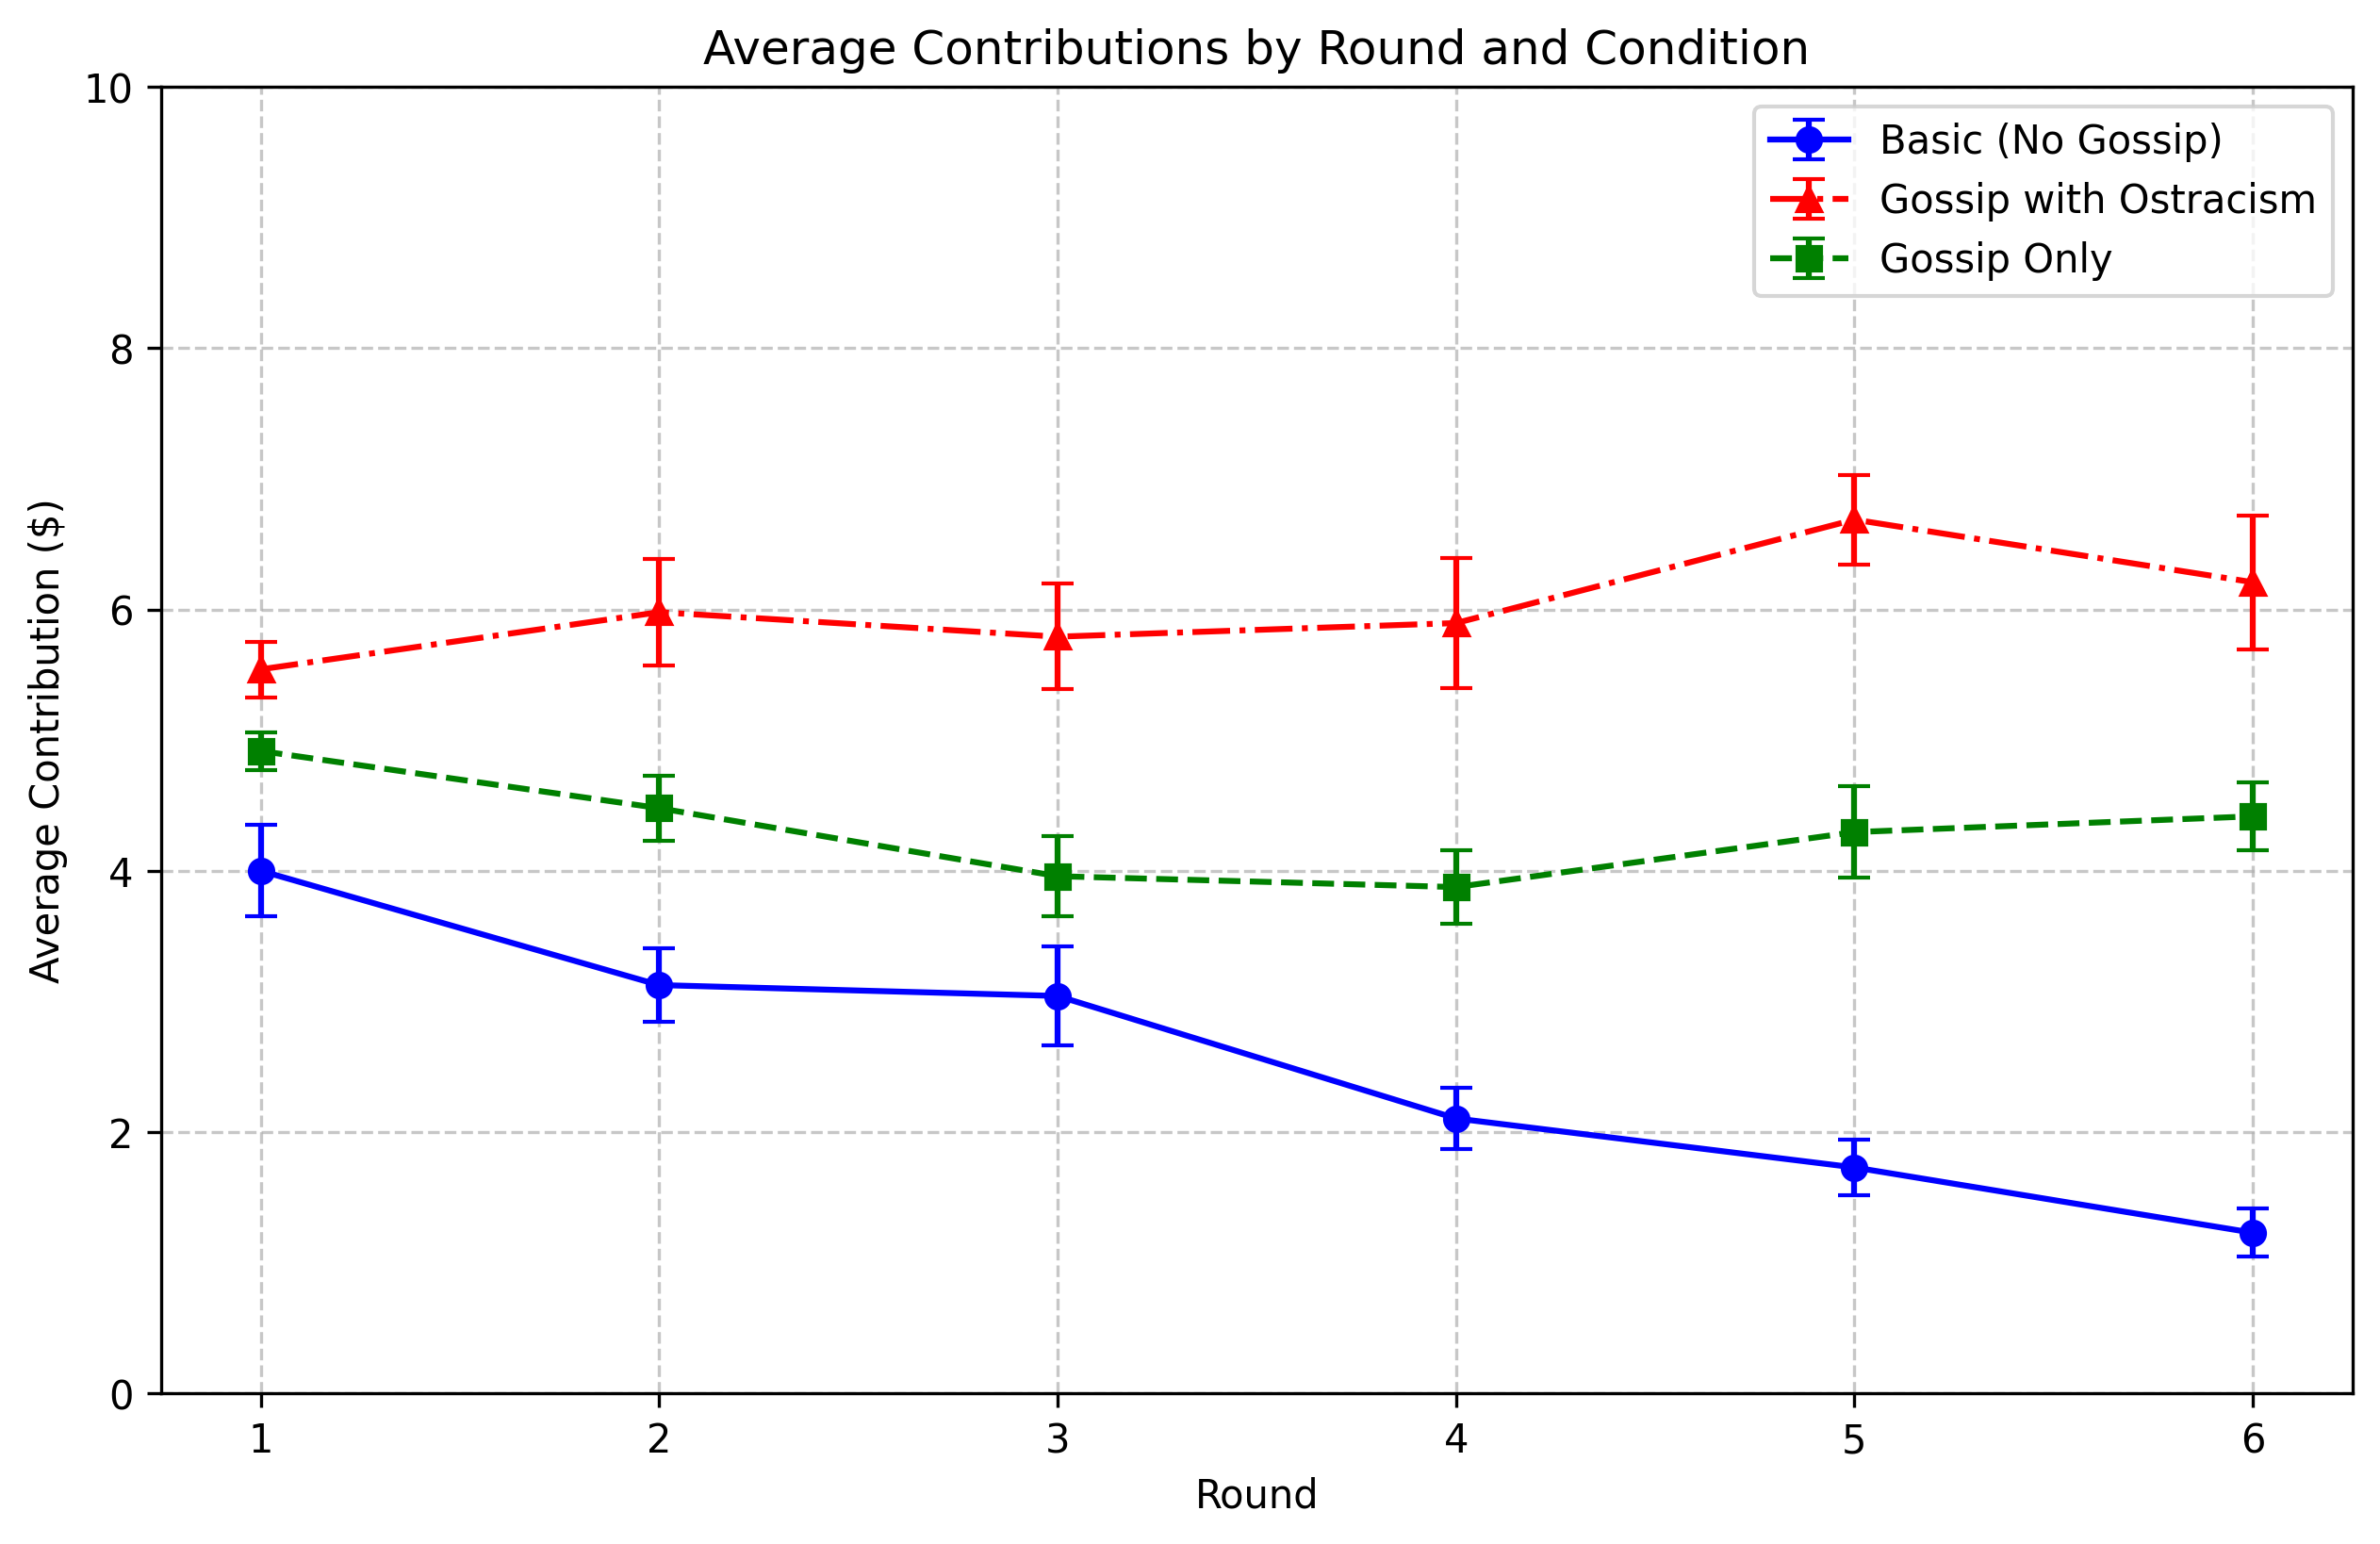 Average Contributions by Round and Condition
10
8
6
4
2
0
Average Contribution ($)
Basic (No Gossip)
Gossip with Ostracism
Gossip Only
1 2 3 4 5 6
Round